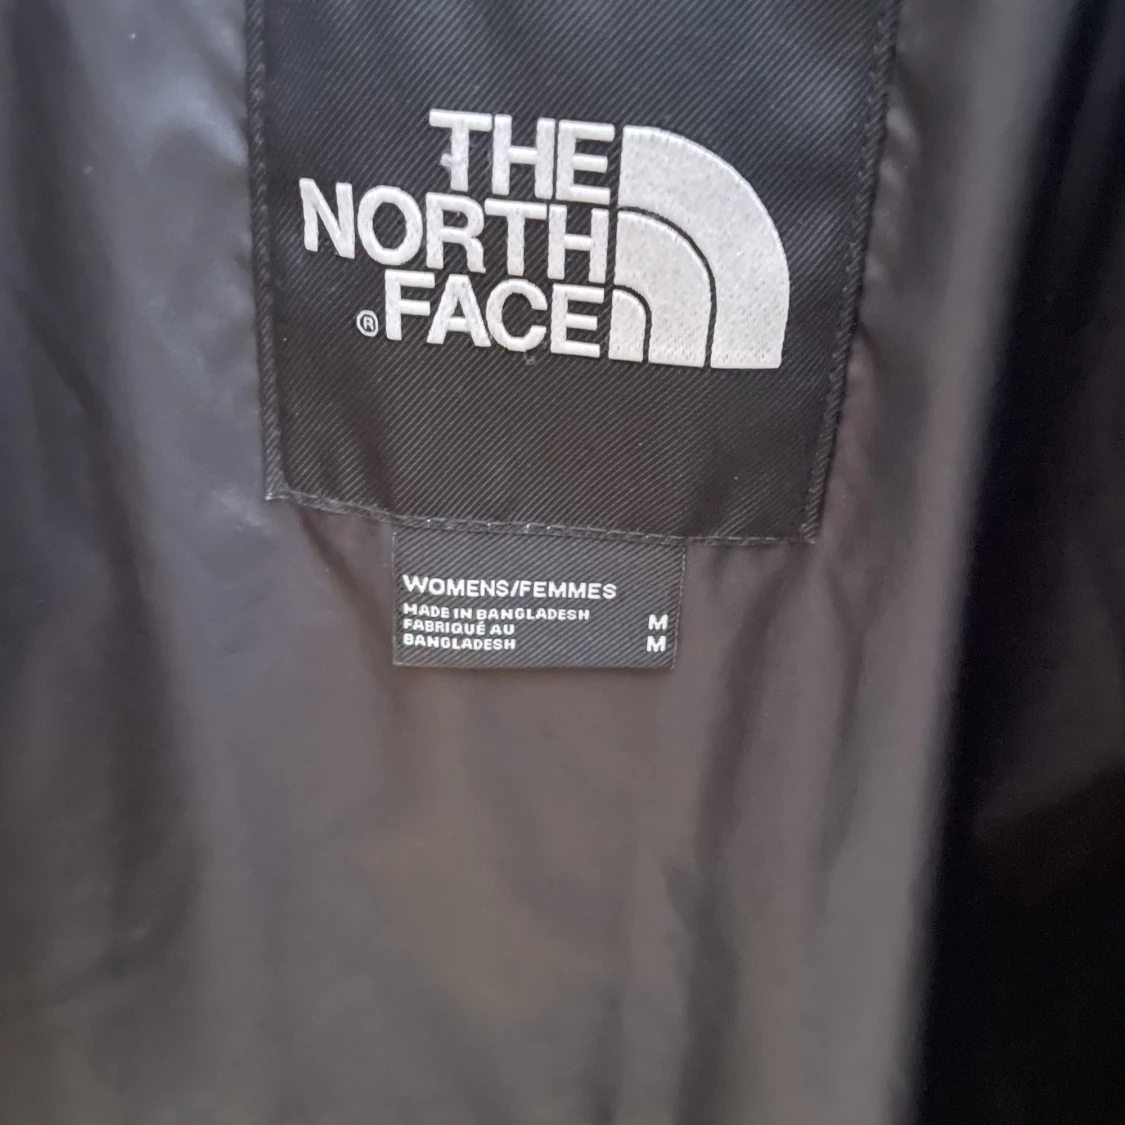 THE
NORTH
®FACE
WOMENS/FEMMES
MADE IN BANGLADESH M
FABRIQUÉ AU
BANGLADESH M